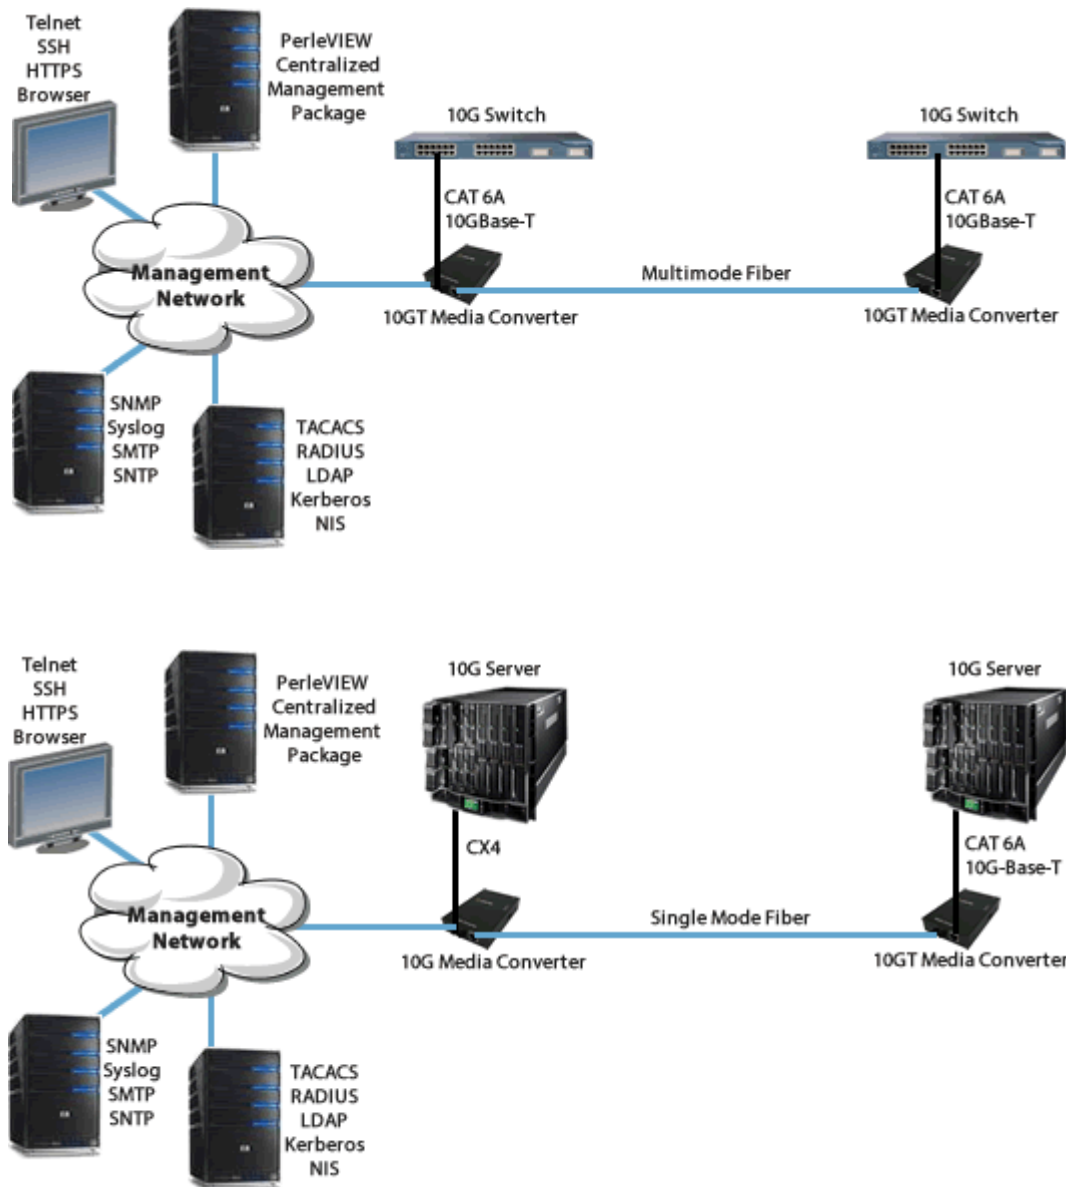 Telnet
SSH
HTTPS
Browser
PerleVIEW
Centralized
Management
Package
10G Switch
10G Switch
CAT 6A
10GBase-T
CAT 6A
10GBase-T
Management
Network
Multimode Fiber
10GT Media Converter
10GT Media Converter
SNMP
Syslog
SMTP
SNTP
TACACS
RADIUS
LDAP
Kerberos
NIS
Telnet
SSH
HTTPS
Browser
PerleVIEW
Centralized
Management
Package
10G Server
10G Server
CX4
CAT 6A
10G-Base-T
Management
Network
Single Mode Fiber
10G Media Converter
10GT Media Converter
SNMP
Syslog
SMTP
SNTP
TACACS
RADIUS
LDAP
Kerberos
NIS